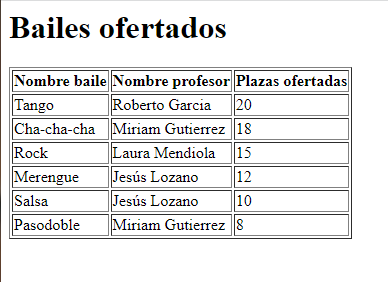 Bailes ofertados
Nombre baile Nombre profesor Plazas ofertadas
Tango Roberto Garcia 20
Cha-cha-cha Miriam Gutierrez 18
Rock Laura Mendiola 15
Merengue Jesús Lozano 12
Salsa Jesús Lozano 10
Pasodoble Miriam Gutierrez 8